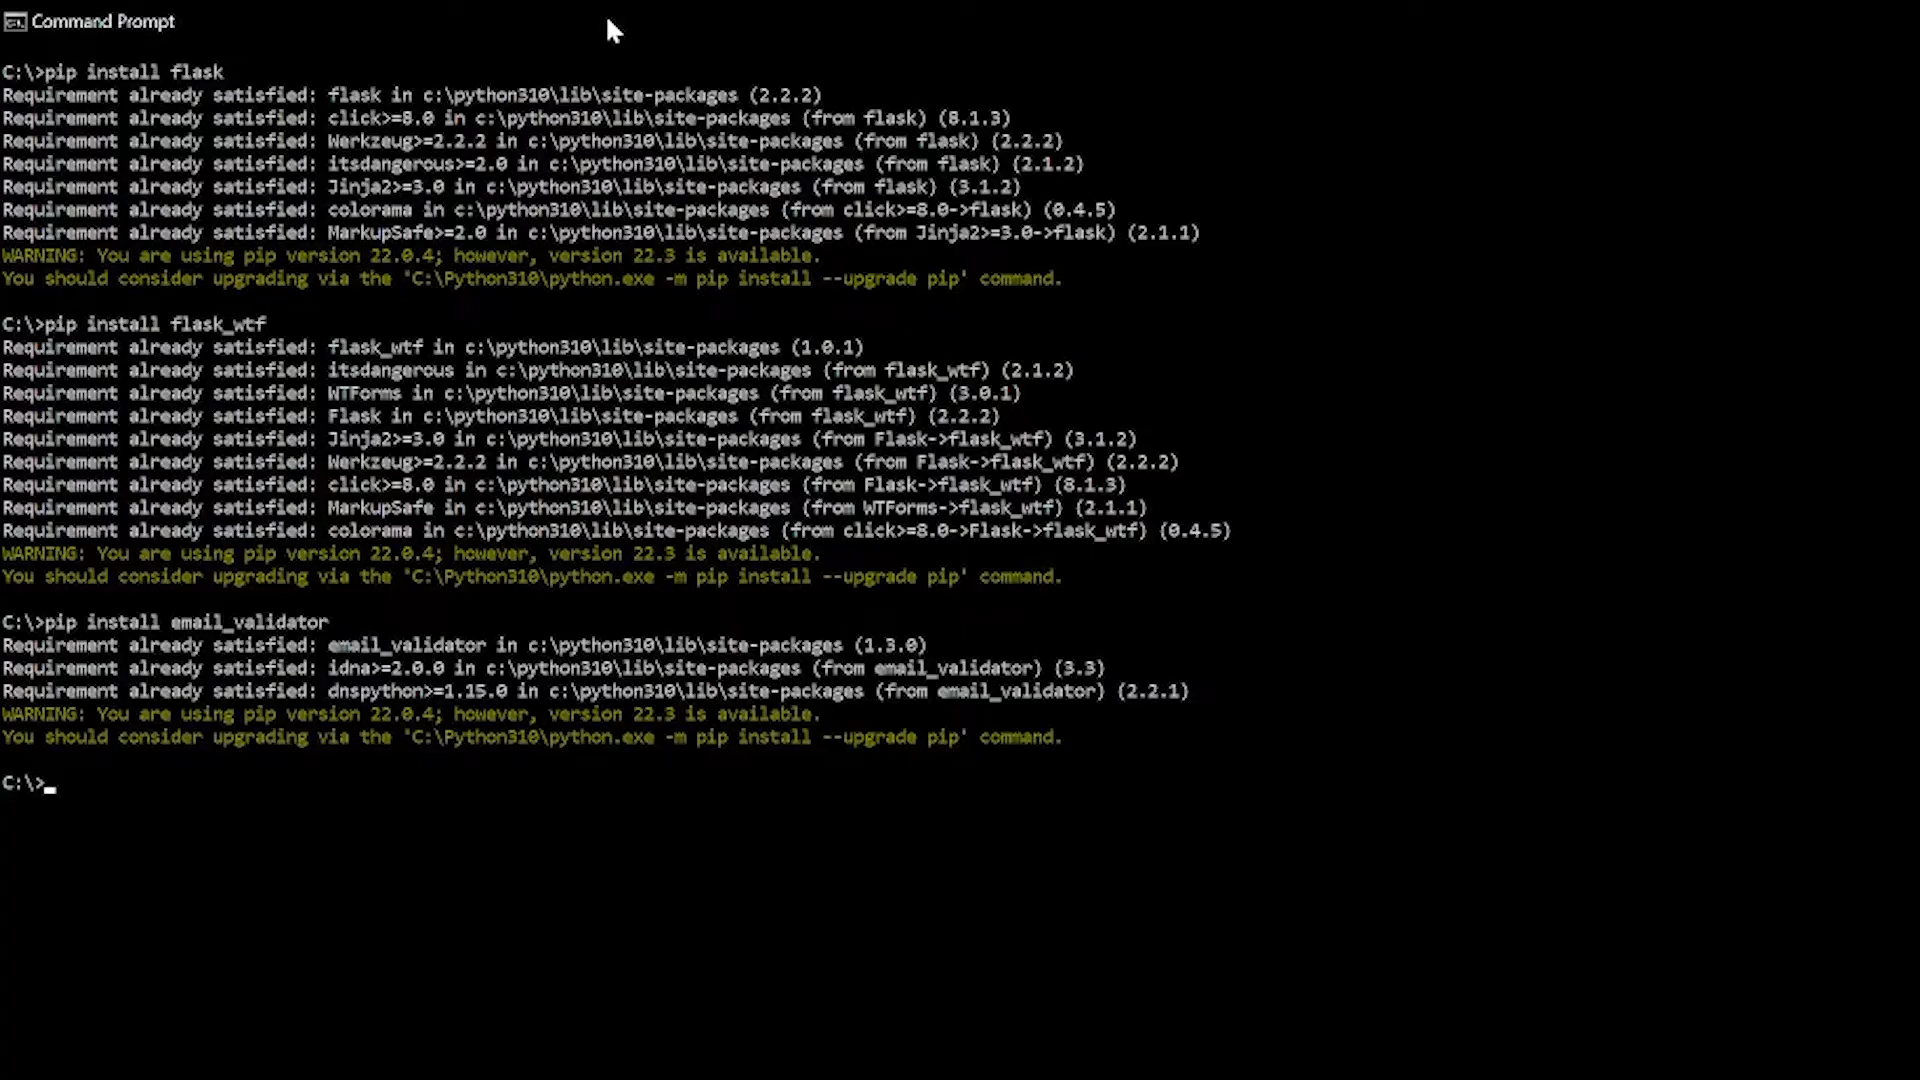 Command Prompt
C:\>pip install flask
Requirement already satisfied: flask in c:\python310\lib\site-packages (2.2.2)
Requirement already satisfied: click>=8.0 in c:\python310\lib\site-packages (from flask) (8.1.3)
Requirement already satisfied: Werkzeug>=2.2.2 in c:\python310\lib\site-packages (from flask) (2.2.2)
Requirement already satisfied: itsdangerous>=2.0 in c:\python310\lib\site-packages (from flask) (2.1.2)
Requirement already satisfied: Jinja2>=3.0 in c:\python310\lib\site-packages (from flask) (3.1.2)
Requirement already satisfied: colorama in c:\python310\lib\site-packages (from click>=8.0->flask) (0.4.5)
Requirement already satisfied: MarkupSafe>=2.0 in c:\python310\lib\site-packages (from Jinja2>=3.0->flask) (2.1.1)
WARNING: You are using pip version 22.0.4; however, version 22.3 is available.
You should consider upgrading via the 'C:\Python310\python.exe -m pip install --upgrade pip' command.
C:\>pip install flask_wtf
Requirement already satisfied: flask_wtf in c:\python310\lib\site-packages (1.0.1)
Requirement already satisfied: itsdangerous in c:\python310\lib\site-packages (from flask_wtf) (2.1.2)
Requirement already satisfied: WTForms in c:\python310\lib\site-packages (from flask_wtf) (3.0.1)
Requirement already satisfied: Flask in c:\python310\lib\site-packages (from flask_wtf) (2.2.2)
Requirement already satisfied: Jinja2>=3.0 in c:\python310\lib\site-packages (from Flask->flask_wtf) (3.1.2)
Requirement already satisfied: Werkzeug>=2.2.2 in c:\python310\lib\site-packages (from Flask->flask_wtf) (2.2.2)
Requirement already satisfied: click>=8.0 in c:\python310\lib\site-packages (from Flask->flask_wtf) (8.1.3)
Requirement already satisfied: MarkupSafe in c:\python310\lib\site-packages (from WTForms->flask_wtf) (2.1.1)
Requirement already satisfied: colorama in c:\python310\lib\site-packages (from click>=8.0->Flask->flask_wtf) (0.4.5)
WARNING: You are using pip version 22.0.4; however, version 22.3 is available.
You should consider upgrading via the 'C:\Python310\python.exe -m pip install --upgrade pip' command.
C:\>pip install email_validator
Requirement already satisfied: email_validator in c:\python310\lib\site-packages (1.3.0)
Requirement already satisfied: idna>=2.0.0 in c:\python310\lib\site-packages (from email_validator) (3.3)
Requirement already satisfied: dnspython>=1.15.0 in c:\python310\lib\site-packages (from email_validator) (2.2.1)
WARNING: You are using pip version 22.0.4; however, version 22.3 is available.
You should consider upgrading via the 'C:\Python310\python.exe -m pip install --upgrade pip' command.
C:\>